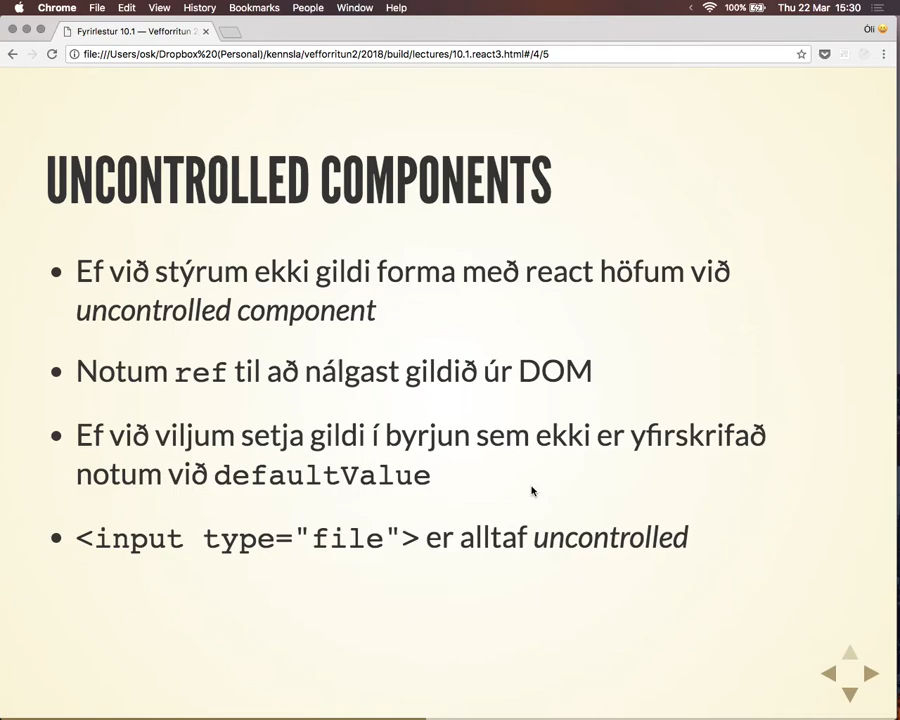 Chrome File Edit View History Bookmarks People Window Help 100% Thu 22 Mar 15:30
Fyrirlestur 10.1 — Vefforritun 2 Óli
file:///Users/osk/Dropbox%20(Personal)/kennsla/vefforritun2/2018/build/lectures/10.1.react3.html#/4/5
UNCONTROLLED COMPONENTS
• Ef við stýrum ekki gildi forma með react höfum við
uncontrolled component
• Notum ref til að nálgast gildið úr DOM
• Ef við viljum setja gildi í byrjun sem ekki er yfirskrifað
notum við defaultValue
• <input type="file"> er alltaf uncontrolled